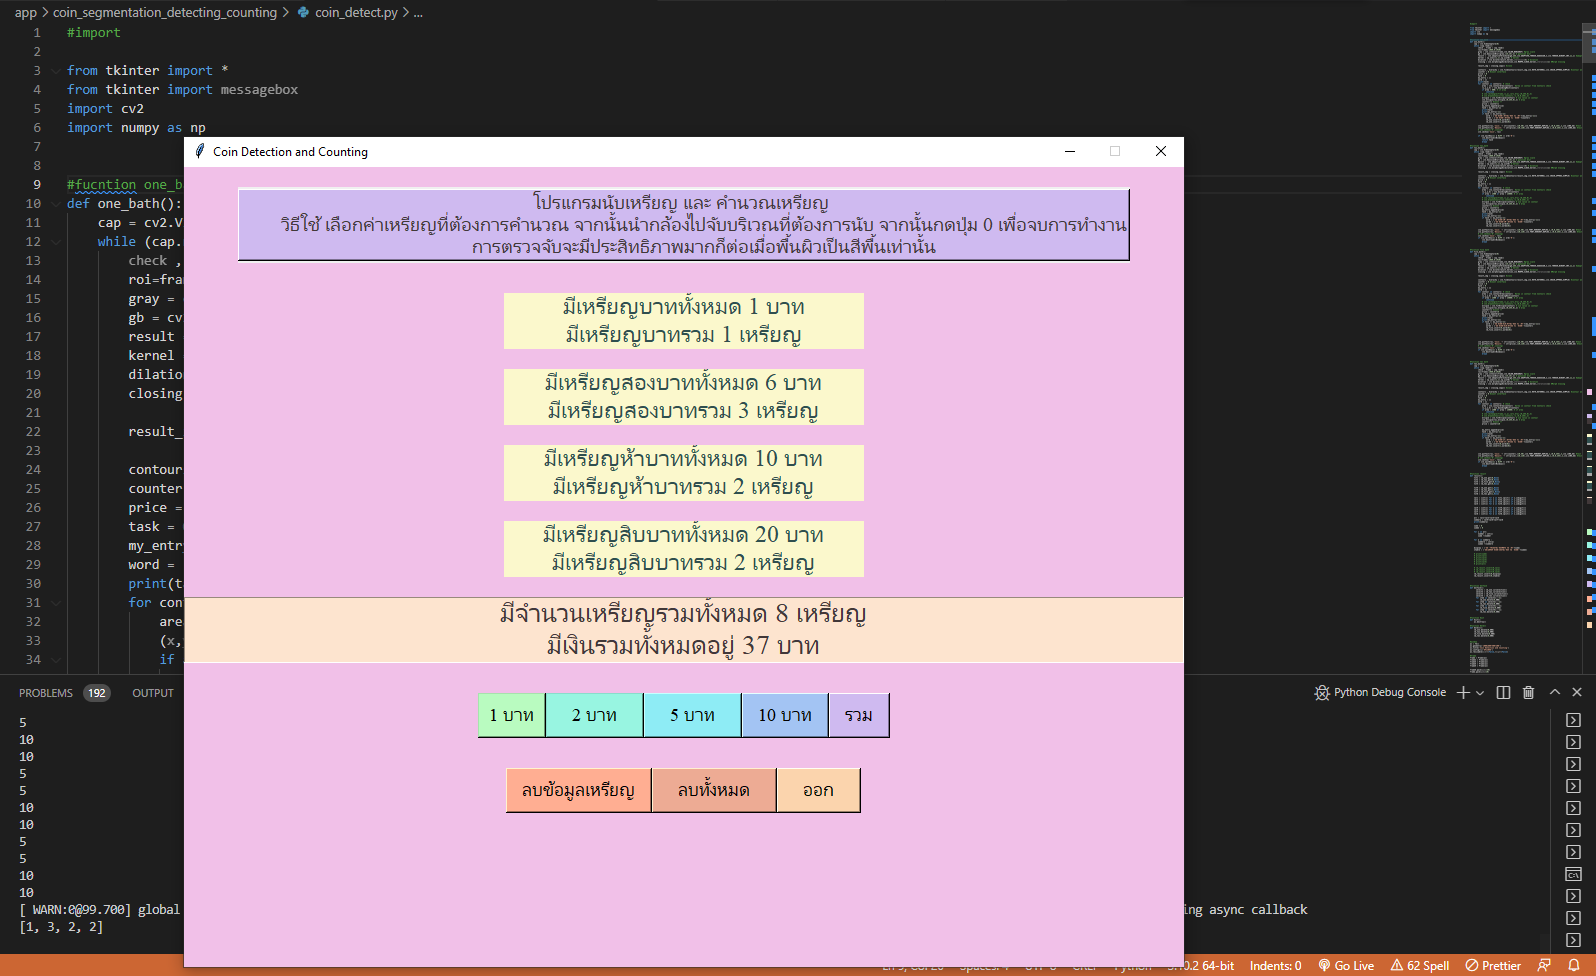 app > coin_segmentation_detecting_counting > coin_detect.py > ...
1 #import
2
3 from tkinter import *
4 from tkinter import messagebox
5 import cv2
6 import numpy as np
7
8
9 #fucntion one_b
10 def one_bath():
11 cap = cv2.V
12 while (cap.
13 check ,
14 roi=fra
15 gray =
16 gb = cv
17 result
18 kernel
19 dilatio
20 closing
21
22 result_
23
24 contour
25 counter
26 price =
27 task =
28 my_entr
29 word =
30 print(t
31 for con
32 area
33 (x,
34 if
Coin Detection and Counting
โปรแกรมนับเหรียญ และ คำนวณเหรียญ
วิธีใช้ เลือกค่าเหรียญที่ต้องการคำนวณ จากนั้นนำกล้องไปจับบริเวณที่ต้องการนับ จากนั้นกดปุ่ม 0 เพื่อจบการทำงาน
การตรวจจับจะมีประสิทธิภาพมากก็ต่อเมื่อพื้นผิวเป็นสีพื้นเท่านั้น
มีเหรียญบาททั้งหมด 1 บาท
มีเหรียญบาทรวม 1 เหรียญ
มีเหรียญสองบาททั้งหมด 6 บาท
มีเหรียญสองบาทรวม 3 เหรียญ
มีเหรียญห้าบาททั้งหมด 10 บาท
มีเหรียญห้าบาทรวม 2 เหรียญ
มีเหรียญสิบบาททั้งหมด 20 บาท
มีเหรียญสิบบาทรวม 2 เหรียญ
มีจำนวนเหรียญรวมทั้งหมด 8 เหรียญ
มีเงินรวมทั้งหมดอยู่ 37 บาท
1 บาท 2 บาท 5 บาท 10 บาท รวม
ลบข้อมูลเหรียญ ลบทั้งหมด ออก
PROBLEMS 192 OUTPUT
Python Debug Console
5
10
10
5
5
10
10
5
5
10
10
[ WARN:0@99.700] global ing async callback
[1, 3, 2, 2]
64-bit Indents: 0 Go Live 62 Spell Prettier